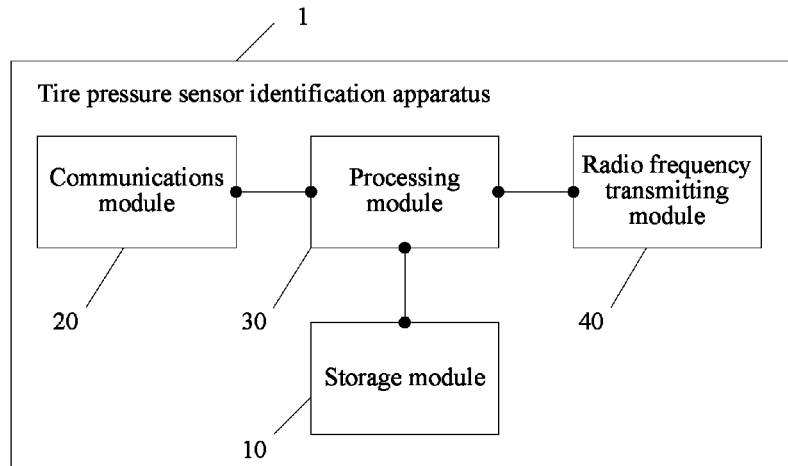 1
Tire pressure sensor identification apparatus
Communications
module
Processing
module
Radio frequency
transmitting
module
20
30
40
Storage module
10